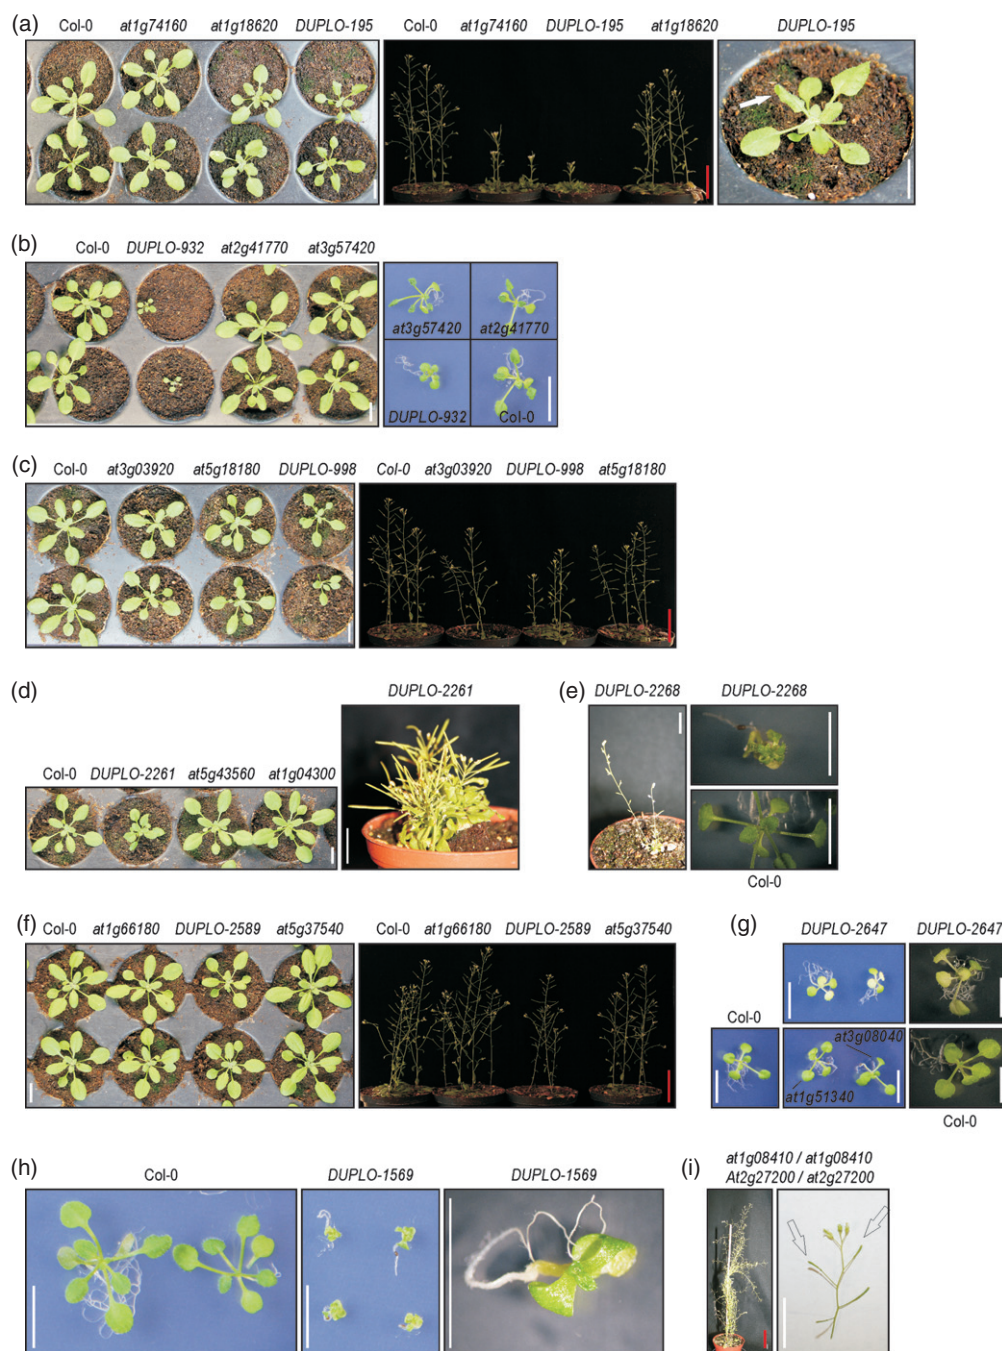 (a) Col-0 at1g74160 at1g18620 DUPLO-195 Col-0 at1g74160 DUPLO-195 at1g18620 DUPLO-195
(b) Col-0 DUPLO-932 at2g41770 at3g57420
at3g57420 at2g41770
DUPLO-932 Col-0
(c) Col-0 at3g03920 at5g18180 DUPLO-998 Col-0 at3g03920 DUPLO-998 at5g18180
(d)
DUPLO-2261
Col-0 DUPLO-2261 at5g43560 at1g04300
(e) DUPLO-2268 DUPLO-2268
Col-0
(f) Col-0 at1g66180 DUPLO-2589 at5g37540 Col-0 at1g66180 DUPLO-2589 at5g37540
(g)
DUPLO-2647 DUPLO-2647
Col-0
at3g08040
at1g51340
Col-0
(h) Col-0 DUPLO-1569 DUPLO-1569
(i) at1g08410 / at1g08410
At2g27200 / at2g27200